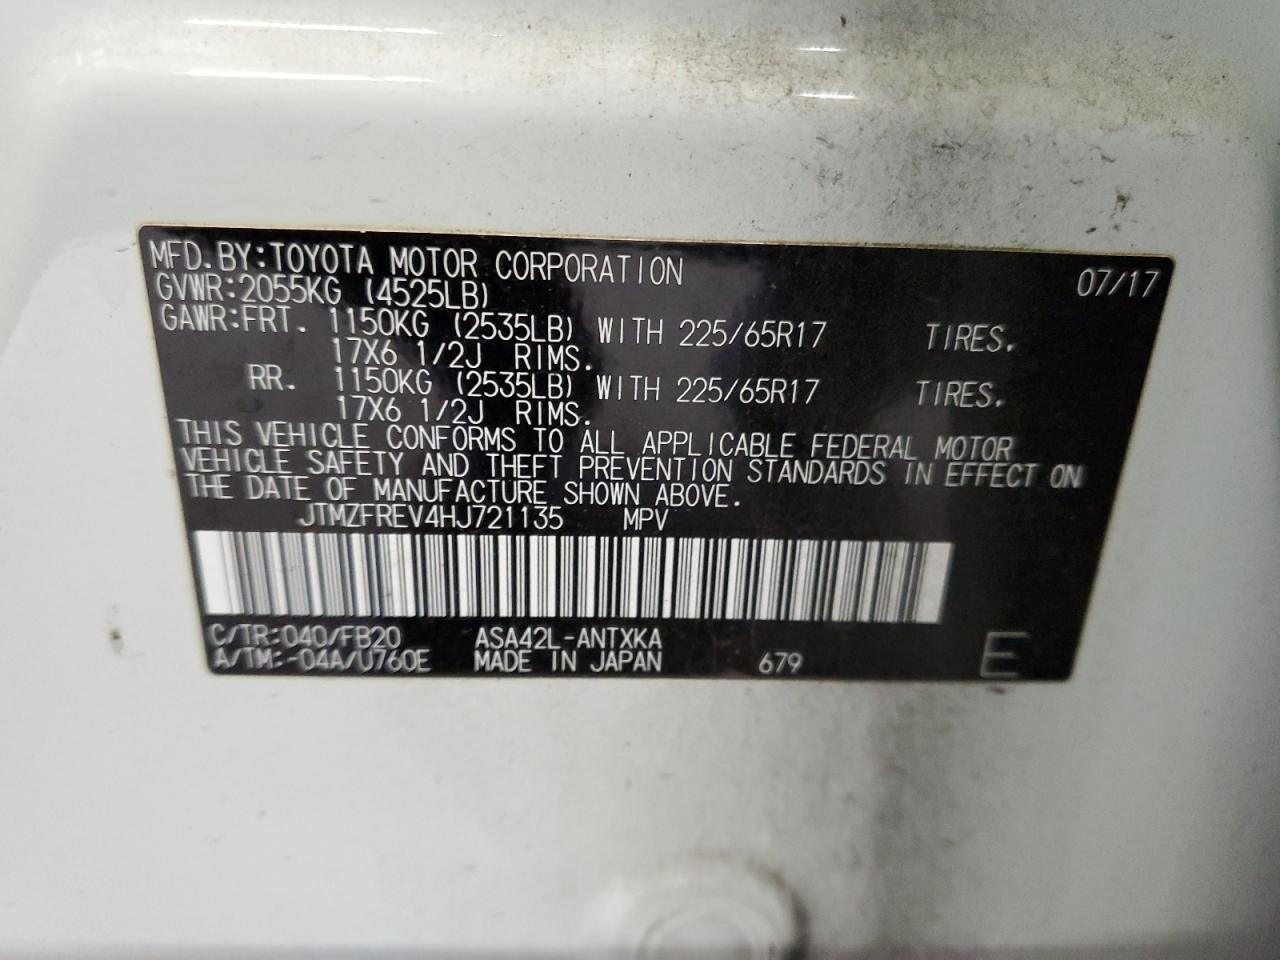 MFD.BY:TOYOTA MOTOR CORPORATION 07/17
GVWR:2055KG (4525LB)
GAWR:FRT. 1150KG (2535LB) WITH 225/65R17 TIRES.
17X6 1/2J RIMS.
RR. 1150KG (2535LB) WITH 225/65R17 TIRES.
17X6 1/2J RIMS.
THIS VEHICLE CONFORMS TO ALL APPLICABLE FEDERAL MOTOR
VEHICLE SAFETY AND THEFT PREVENTION STANDARDS IN EFFECT ON
THE DATE OF MANUFACTURE SHOWN ABOVE.
JTMZFREV4HJ721135 MPV
C/TR:040/FB20 ASA42L-ANTXKA
A/TM:-04A/U760E MADE IN JAPAN 679 E